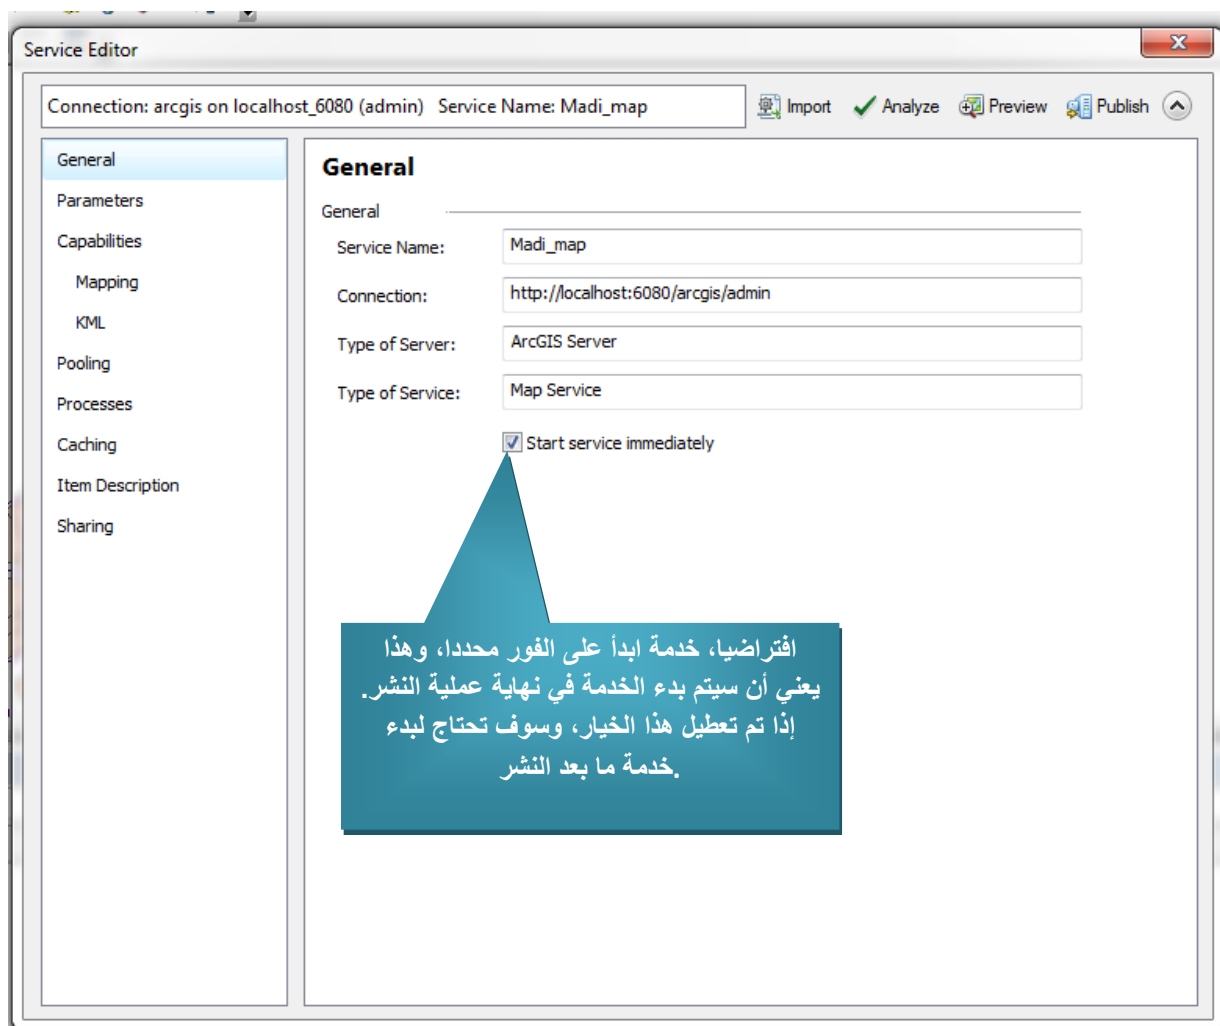 Service Editor
Connection: arcgis on localhost_6080 (admin) Service Name: Madi_map
Import Analyze Preview Publish
General
Parameters
Capabilities
Mapping
KML
Pooling
Processes
Caching
Item Description
Sharing
General
General
Service Name: Madi_map
Connection: http://localhost:6080/arcgis/admin
Type of Server: ArcGIS Server
Type of Service: Map Service
Start service immediately
افتراضيا، خدمة ابدأ على الفور محددا، وهذا
يعني أن سيتم بدء الخدمة في نهاية عملية النشر.
إذا تم تعطيل هذا الخيار، وسوف تحتاج لبدء
خدمة ما بعد النشر.